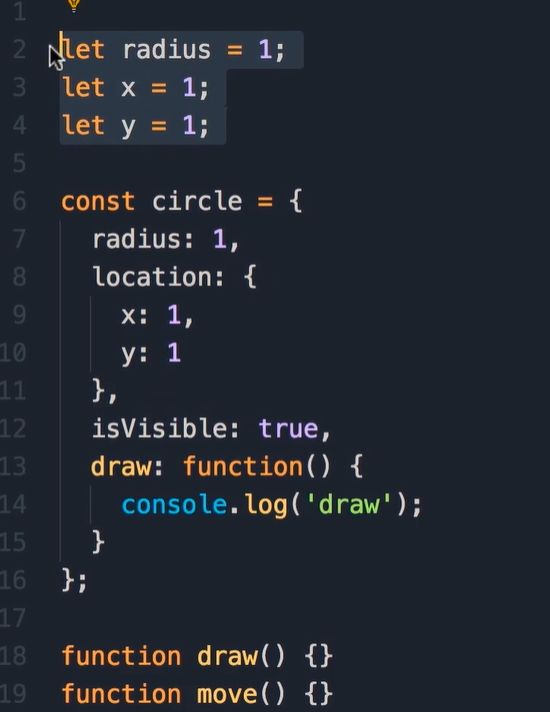 1
2 let radius = 1;
3 let x = 1;
4 let y = 1;
5
6 const circle = {
7   radius: 1,
8   location: {
9     x: 1,
10     y: 1
11   },
12   isVisible: true,
13   draw: function() {
14     console.log('draw');
15   }
16 };
17
18 function draw() {}
19 function move() {}